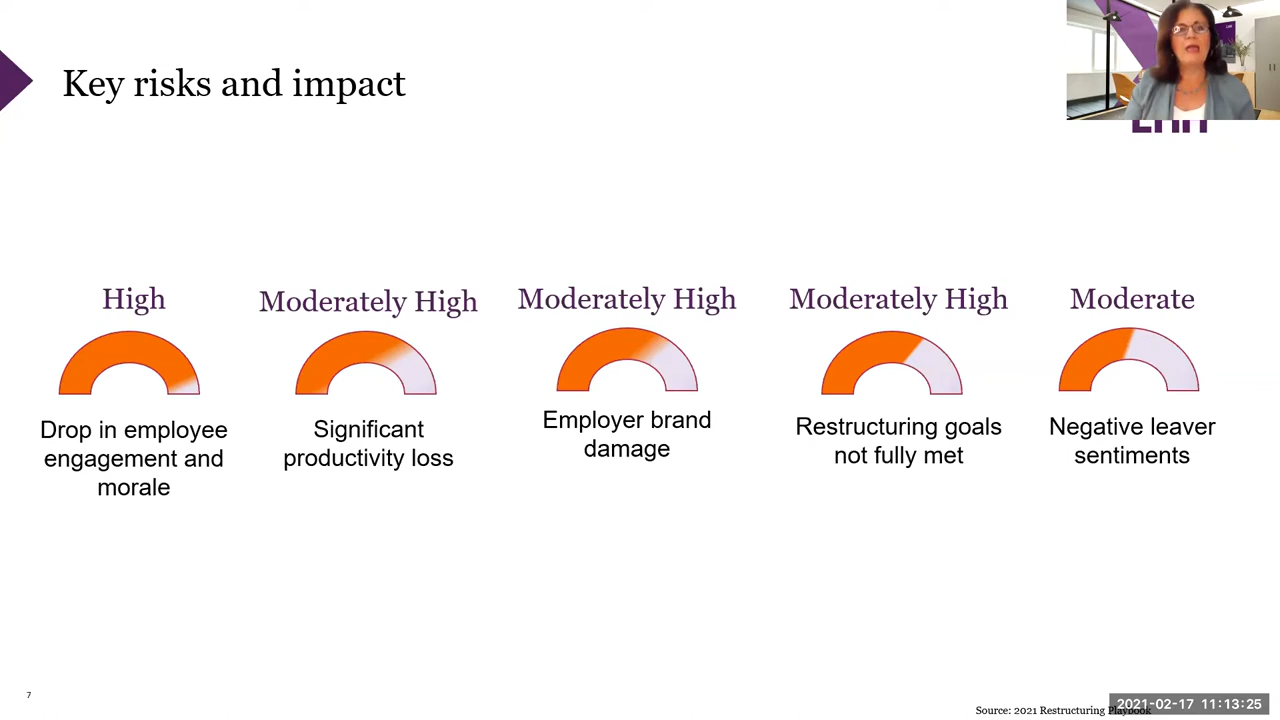 Key risks and impact
High
Drop in employee
engagement and
morale
Moderately High
Significant
productivity loss
Moderately High
Employer brand
damage
Moderately High
Restructuring goals
not fully met
Moderate
Negative leaver
sentiments
7
Source: 2021 Restructuring Playbook
2021-02-17 11:13:25